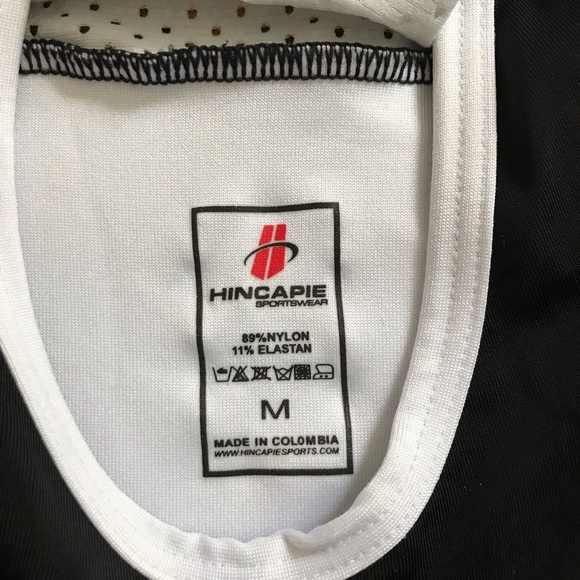 HINCAPIE
SPORTSWEAR
89%NYLON
11% ELASTAN
M
MADE IN COLOMBIA
WWW.HINCAPIESPORTS.COM